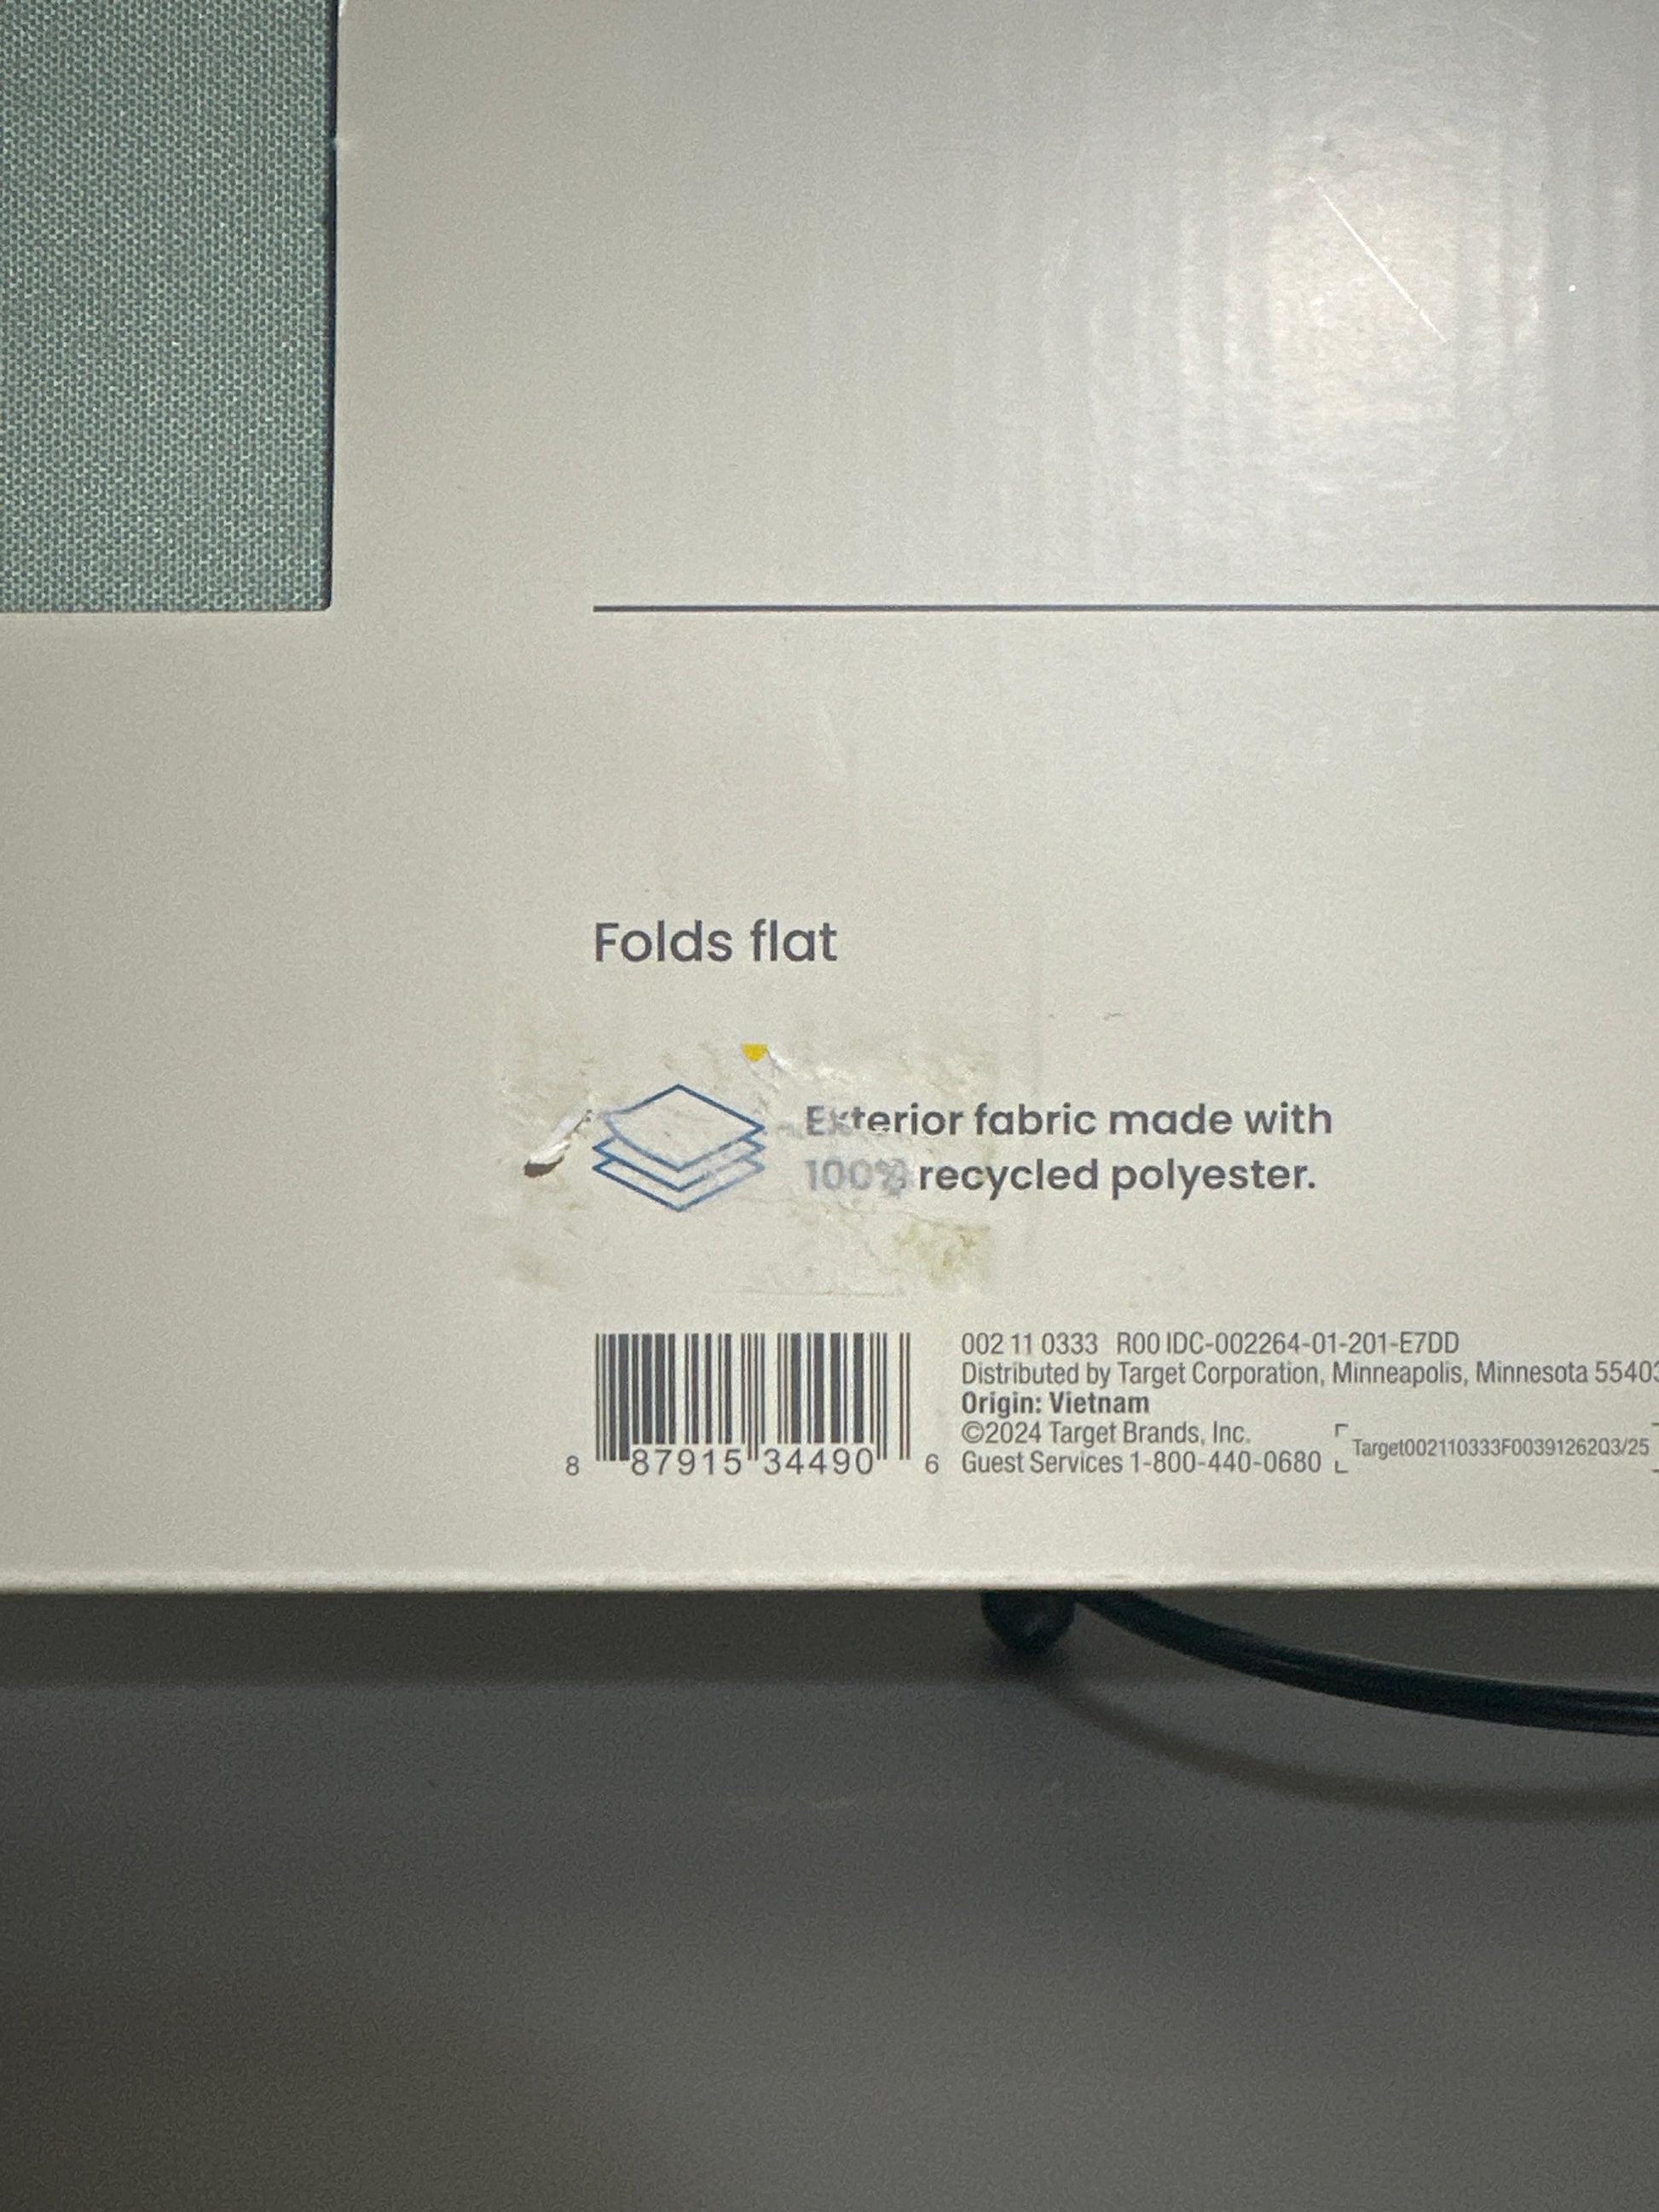 Folds flat
Exterior fabric made with
100% recycled polyester.
8 87915 34490 6
002 11 0333 R00 IDC-002264-01-201-E7DD
Distributed by Target Corporation, Minneapolis, Minnesota 55403
Origin: Vietnam
©2024 Target Brands, Inc.
Guest Services 1-800-440-0680
Target002110333F0039126203/25